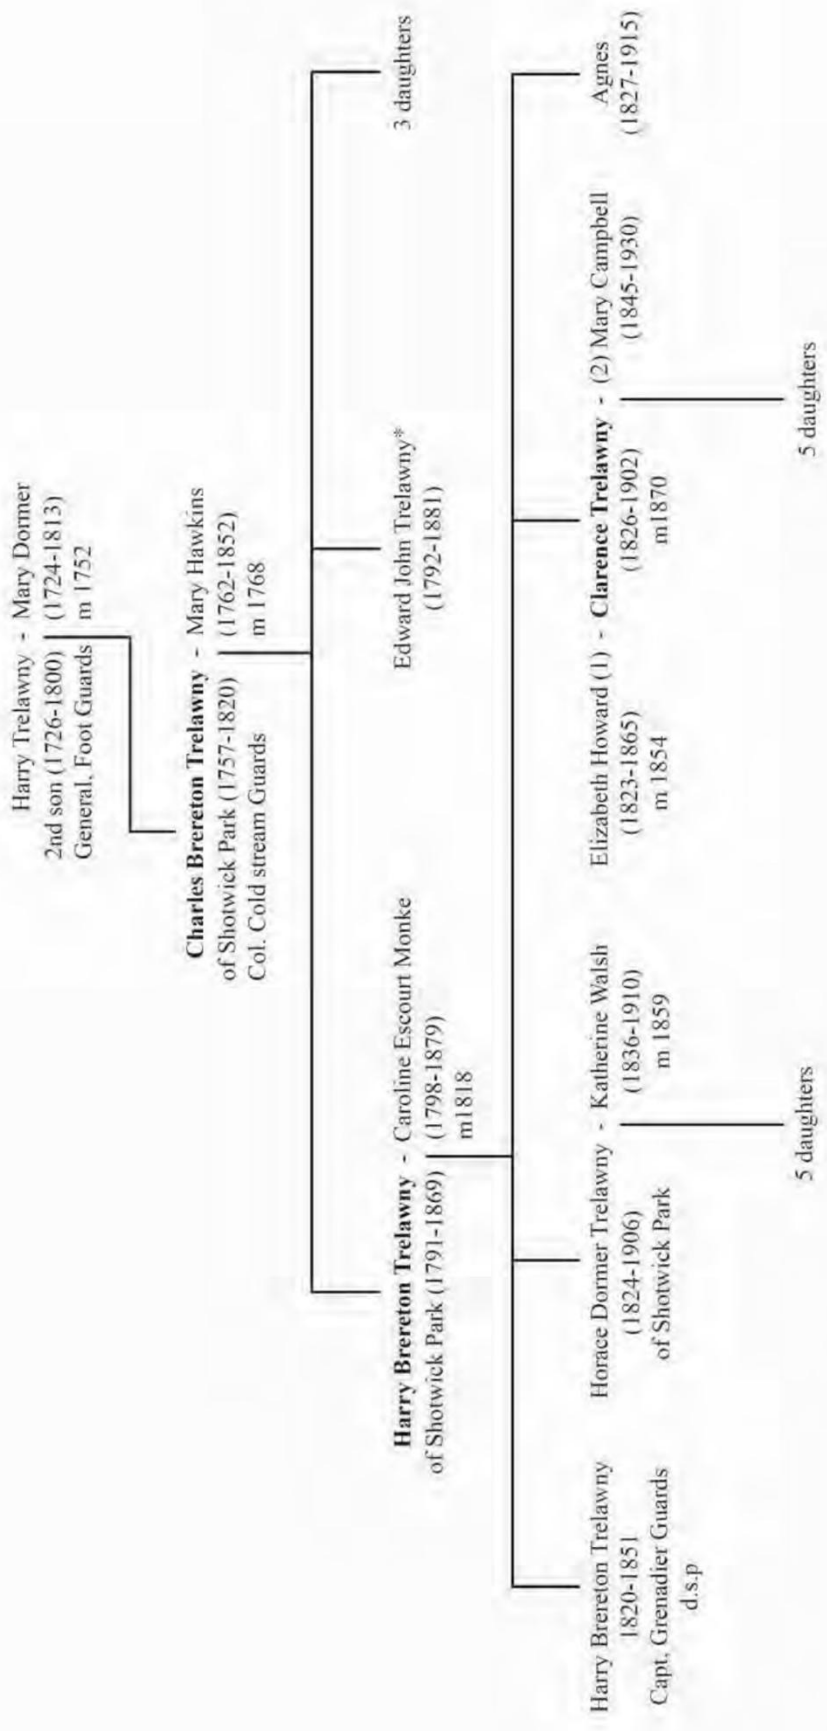 Harry Trelawny - Mary Dormer
2nd son (1726-1800) (1724-1813)
General, Foot Guards m 1752
Charles Brereton Trelawny - Mary Hawkins
of Shotwick Park (1757-1820) (1762-1852)
Col. Cold stream Guards m 1768
Harry Brereton Trelawny - Caroline Escourt Monke
of Shotwick Park (1791-1869) (1798-1879)
m1818
Edward John Trelawny*
(1792-1881)
3 daughters
Harry Brereton Trelawny
1820-1851
Capt, Grenadier Guards
d.s.p
Horace Dormer Trelawny - Katherine Walsh
(1824-1906) (1836-1910)
of Shotwick Park m 1859
5 daughters
Elizabeth Howard (1) - Clarence Trelawny - (2) Mary Campbell
(1823-1865) (1826-1902) (1845-1930)
m 1854 m1870
5 daughters
Agnes
(1827-1915)